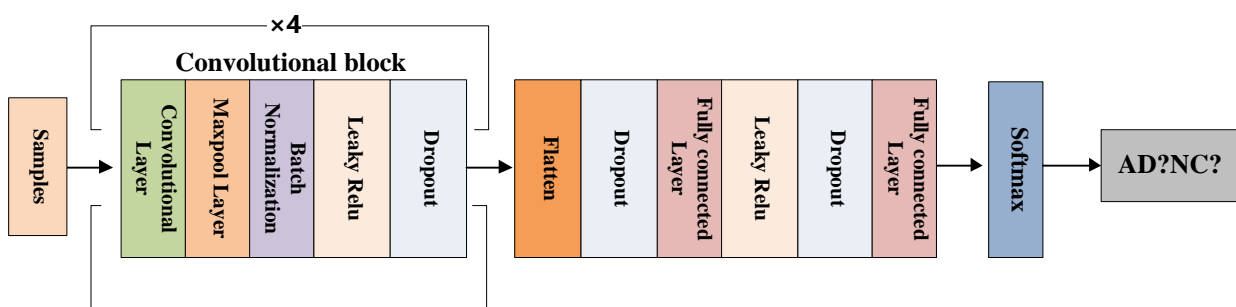 ×4
Convolutional block
Samples
Convolutional
Layer
Maxpool Layer
Batch
Normalization
Leaky Relu
Dropout
Flatten
Dropout
Fully connected
Layer
Leaky Relu
Dropout
Fully connected
Layer
Softmax
AD?NC?